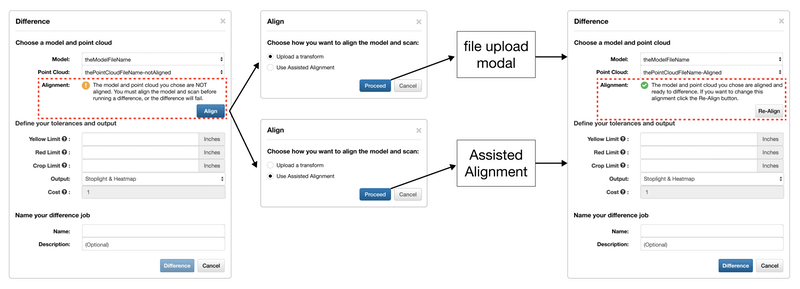 Difference
Choose a model and point cloud
Model: theModelFileName
Point Cloud: thePointCloudFileName-notAligned
Alignment: The model and point cloud you chose are NOT
aligned. You must align the model and scan before
running a difference, or the difference will fail.
Align
Define your tolerances and output
Yellow Limit ? : Inches
Red Limit ? : Inches
Crop Limit ? : Inches
Output: Stoplight & Heatmap
Cost ? : 1
Name your difference job
Name:
Description: (Optional)
Difference Cancel
Align
Choose how you want to align the model and scan:
Upload a transform
Use Assisted Alignment
Proceed Cancel
Align
Choose how you want to align the model and scan:
Upload a transform
Use Assisted Alignment
Proceed Cancel
file upload
modal
Assisted
Alignment
Difference
Choose a model and point cloud
Model: theModelFileName
Point Cloud: thePointCloudFileName-Aligned
Alignment: The model and point cloud you chose are aligned and
ready to difference. If you want to change this
alignment click the Re-Align button.
Re-Align
Define your tolerances and output
Yellow Limit ? : Inches
Red Limit ? : Inches
Crop Limit ? : Inches
Output: Stoplight & Heatmap
Cost ? : 1
Name your difference job
Name:
Description: (Optional)
Difference Cancel